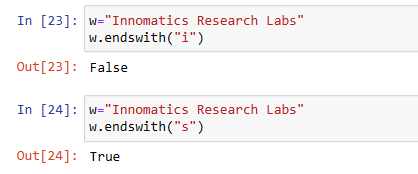 In [23]: w="Innomatics Research Labs"
w.endswith("i")
Out[23]: False
In [24]: w="Innomatics Research Labs"
w.endswith("s")
Out[24]: True